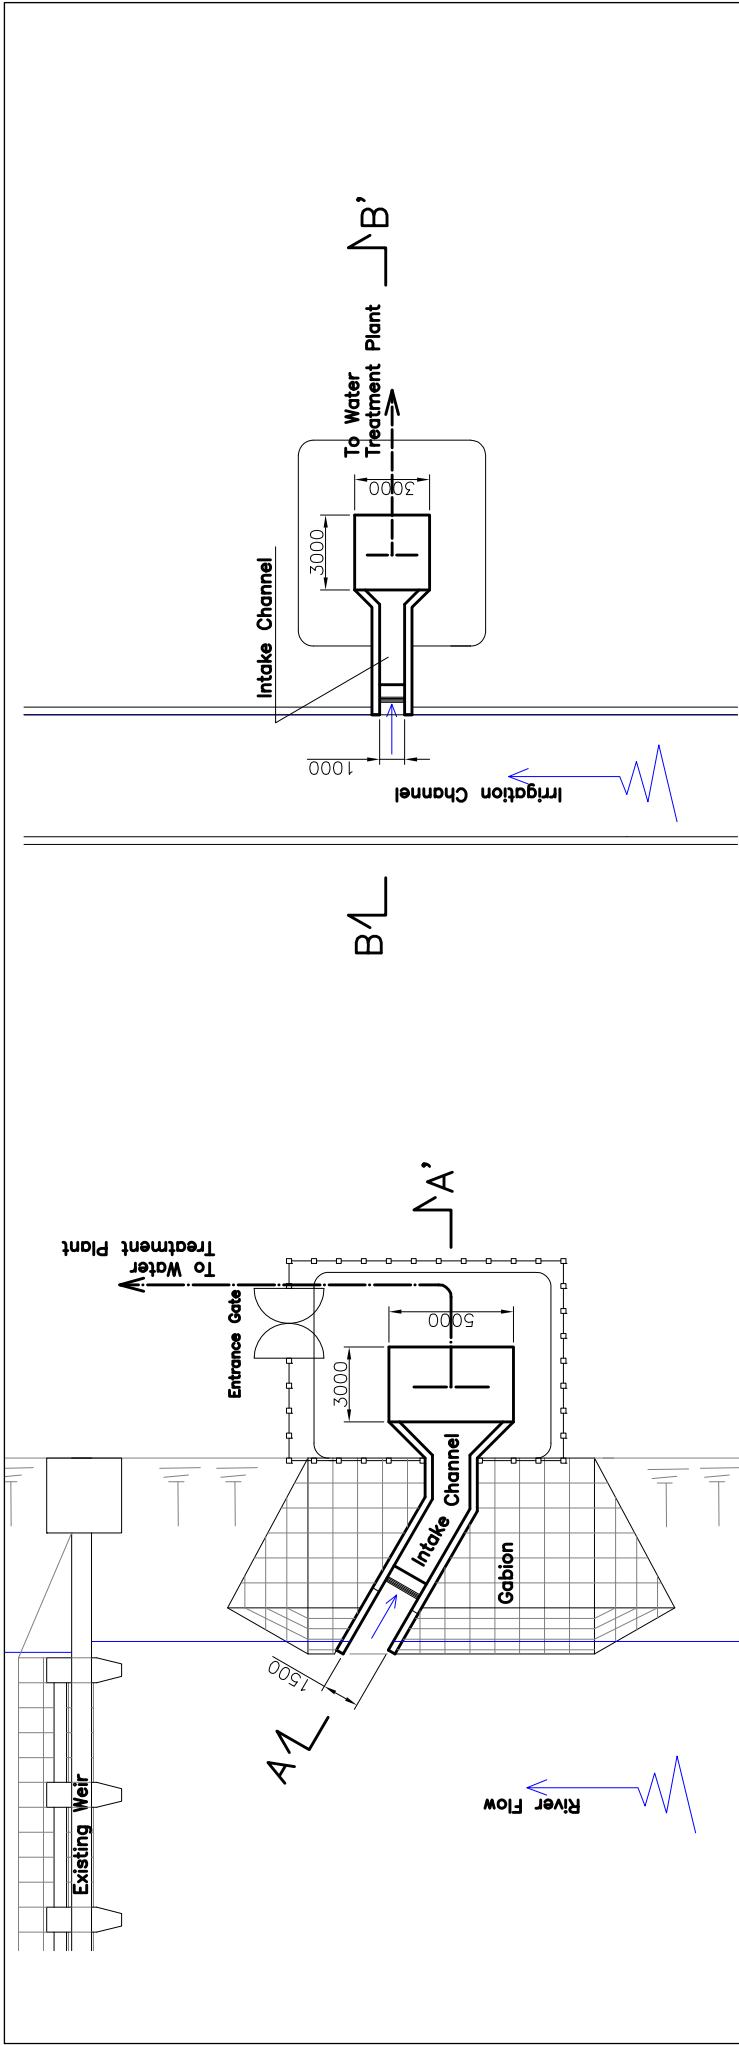 B'
To Water
Treatment Plant
3000
3000
Intake Channel
1000
Irrigation Channel
B
A'
To Water
Treatment Plant
Entrance Gate
5000
3000
Intake Channel
Gabion
1500
A
River Flow
Existing Weir